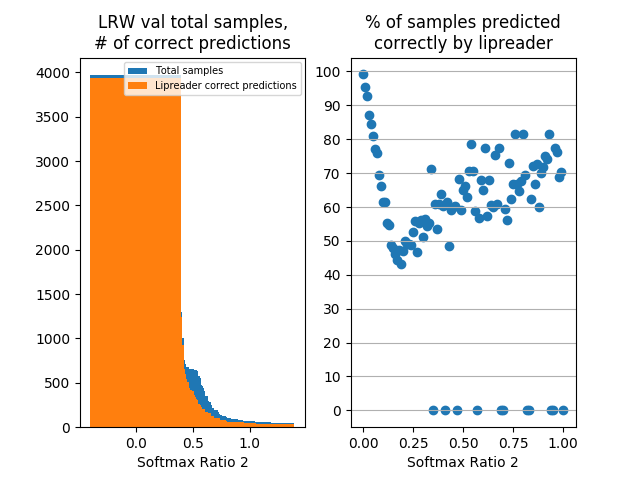 LRW val total samples,
# of correct predictions
Total samples
Lipreader correct predictions
4000
3500
3000
2500
2000
1500
1000
500
0
0.0 0.5 1.0
Softmax Ratio 2
% of samples predicted
correctly by lipreader
100
90
80
70
60
50
40
30
20
10
0
0.00 0.25 0.50 0.75 1.00
Softmax Ratio 2